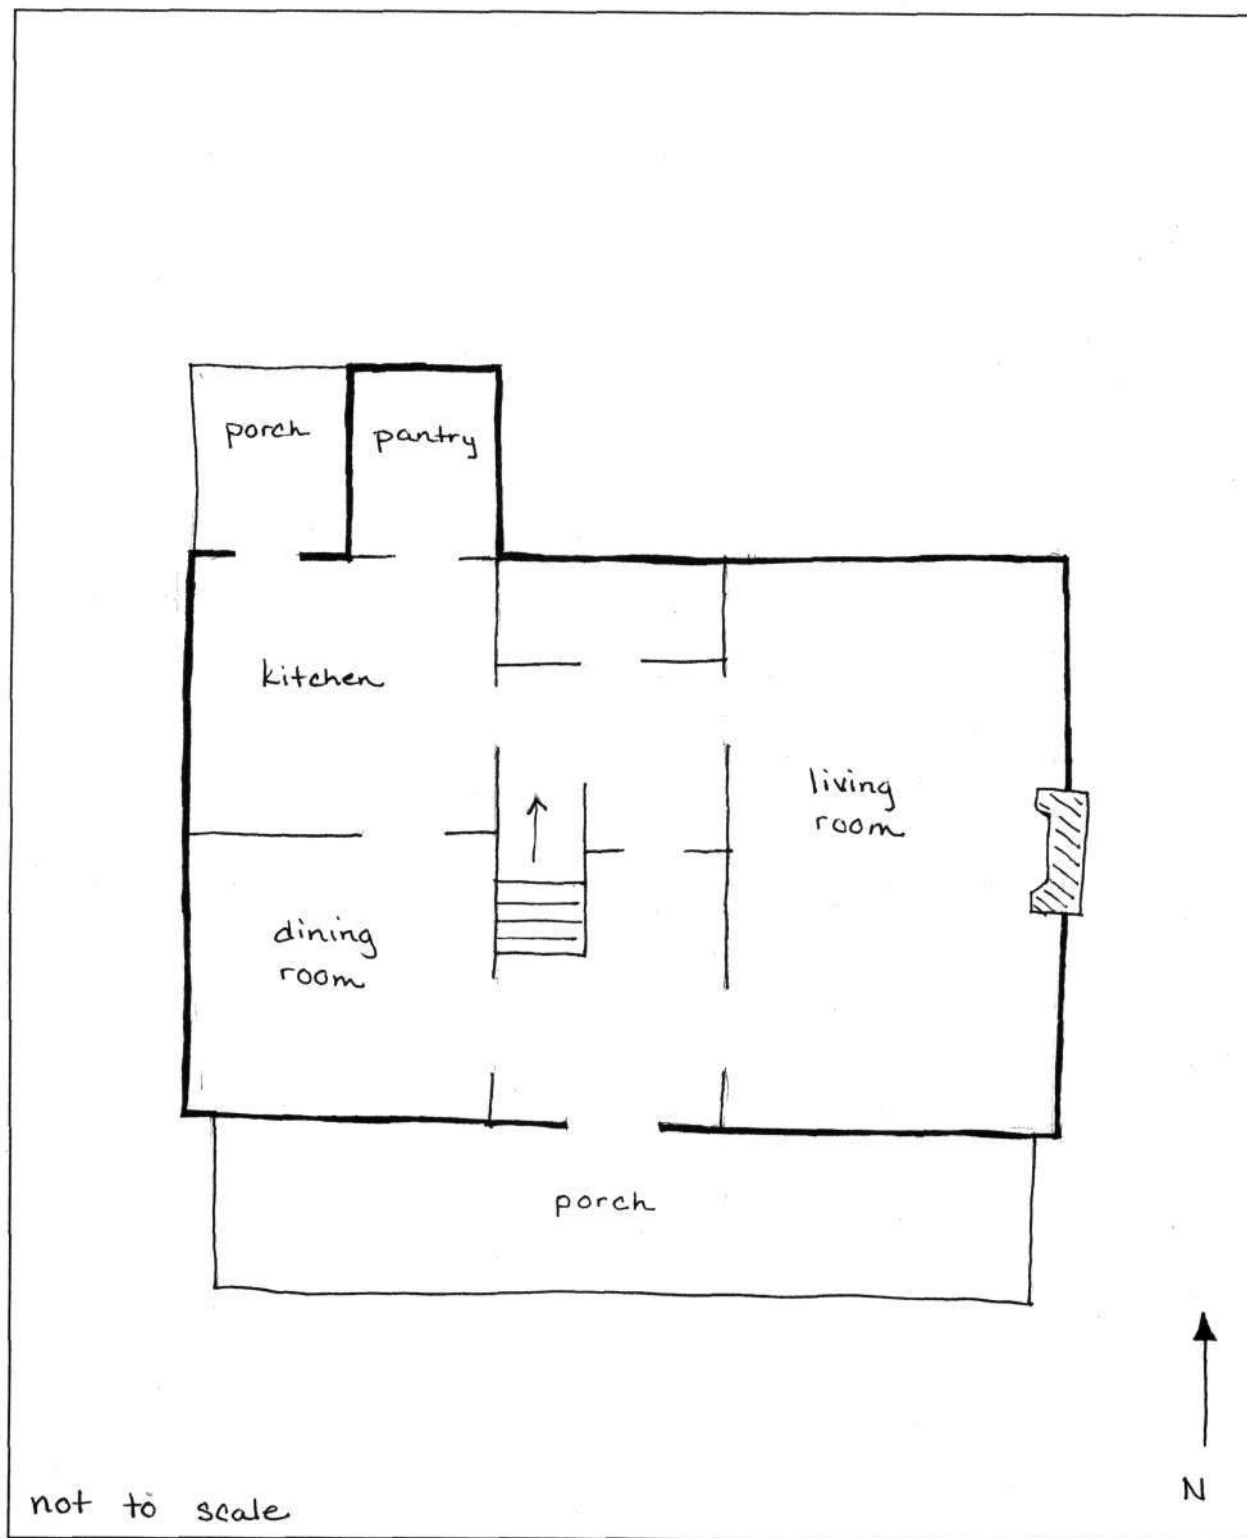 porch
pantry
kitchen
living
room
dining
room
porch
N
not to scale